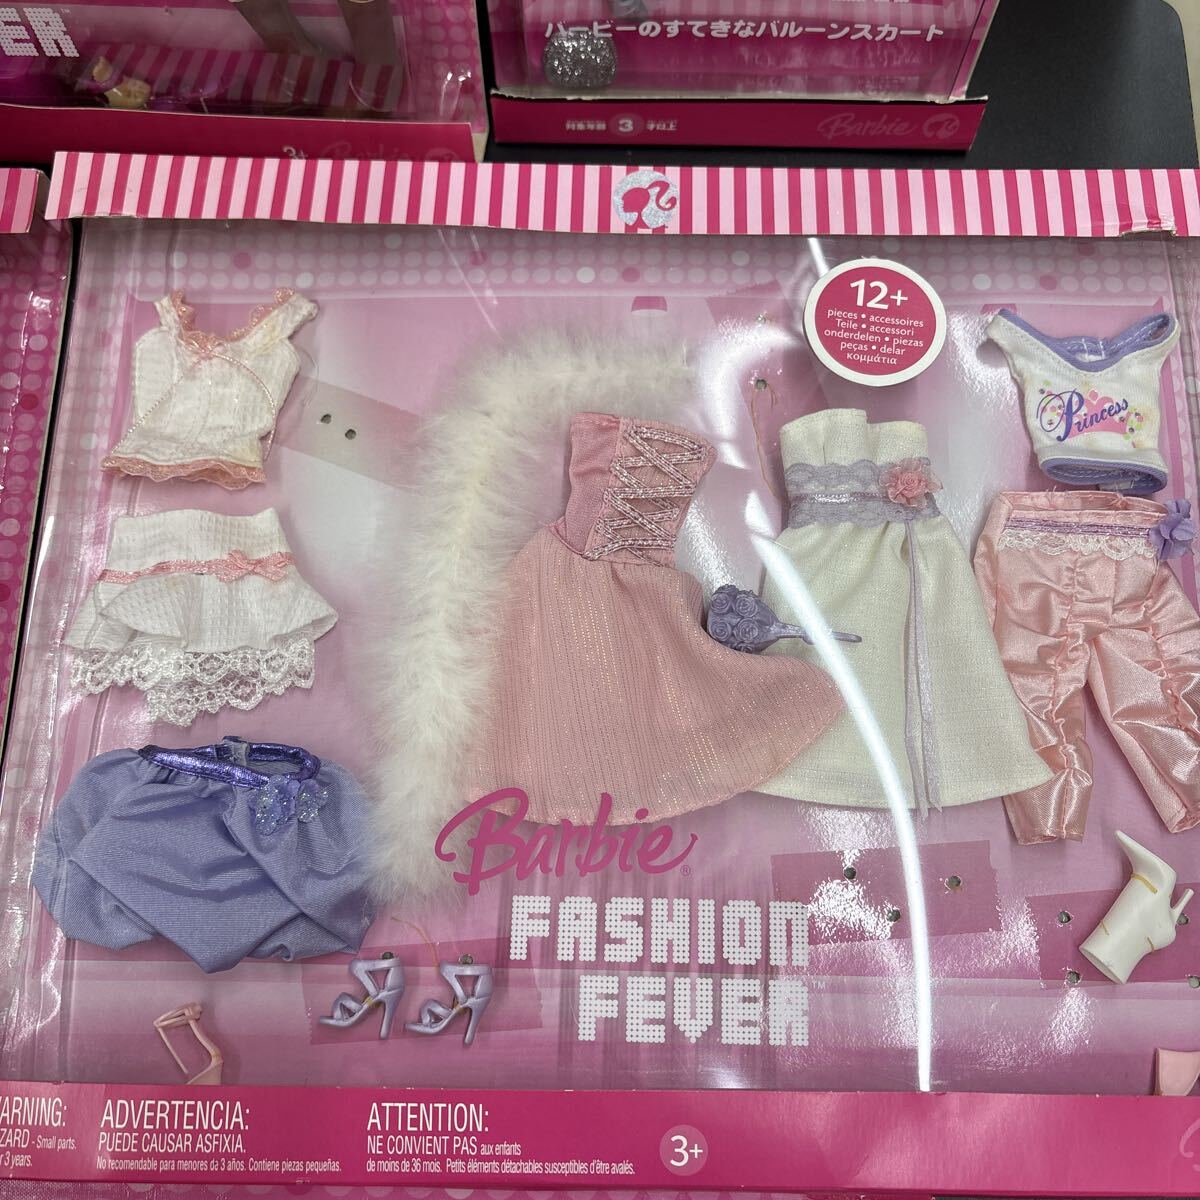 ER™
バービーのすてきなバルーンスカート
対象年齢 3 才以上
Barbie
3+
12+
pieces • accessoires
Teile • accessori
onderdelen • piezas
peças • delar
κομμάτια
Princess
Barbie®
FASHION
FEVER™
ARNING:
ZARD - Small parts.
r 3 years.
ADVERTENCIA:
PUEDE CAUSAR ASFIXIA.
No recomendable para menores de 3 años. Contiene piezas pequeñas.
ATTENTION:
NE CONVIENT PAS aux enfants
de moins de 36 mois. Petits éléments détachables susceptibles d'être avalés.
3+